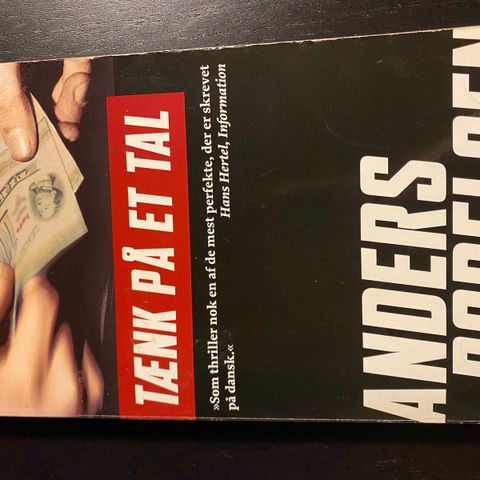 TÆNK PÅ ET TAL
»Som thriller nok en af de mest perfekte, der er skrevet
på dansk.«
Hans Hertel, Information
ANDERS
BODELSEN